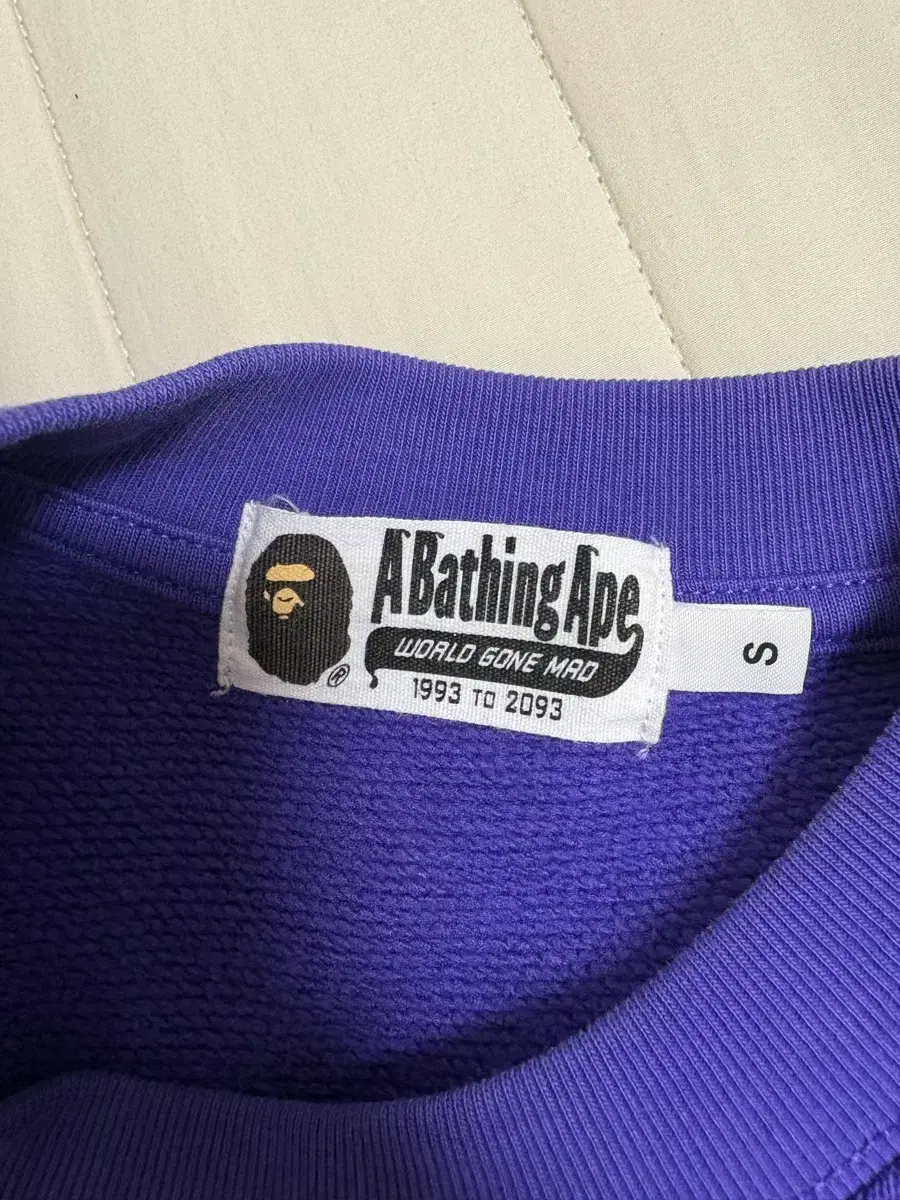 A Bathing Ape
WORLD GONE MAD
1993 TO 2093
®
S